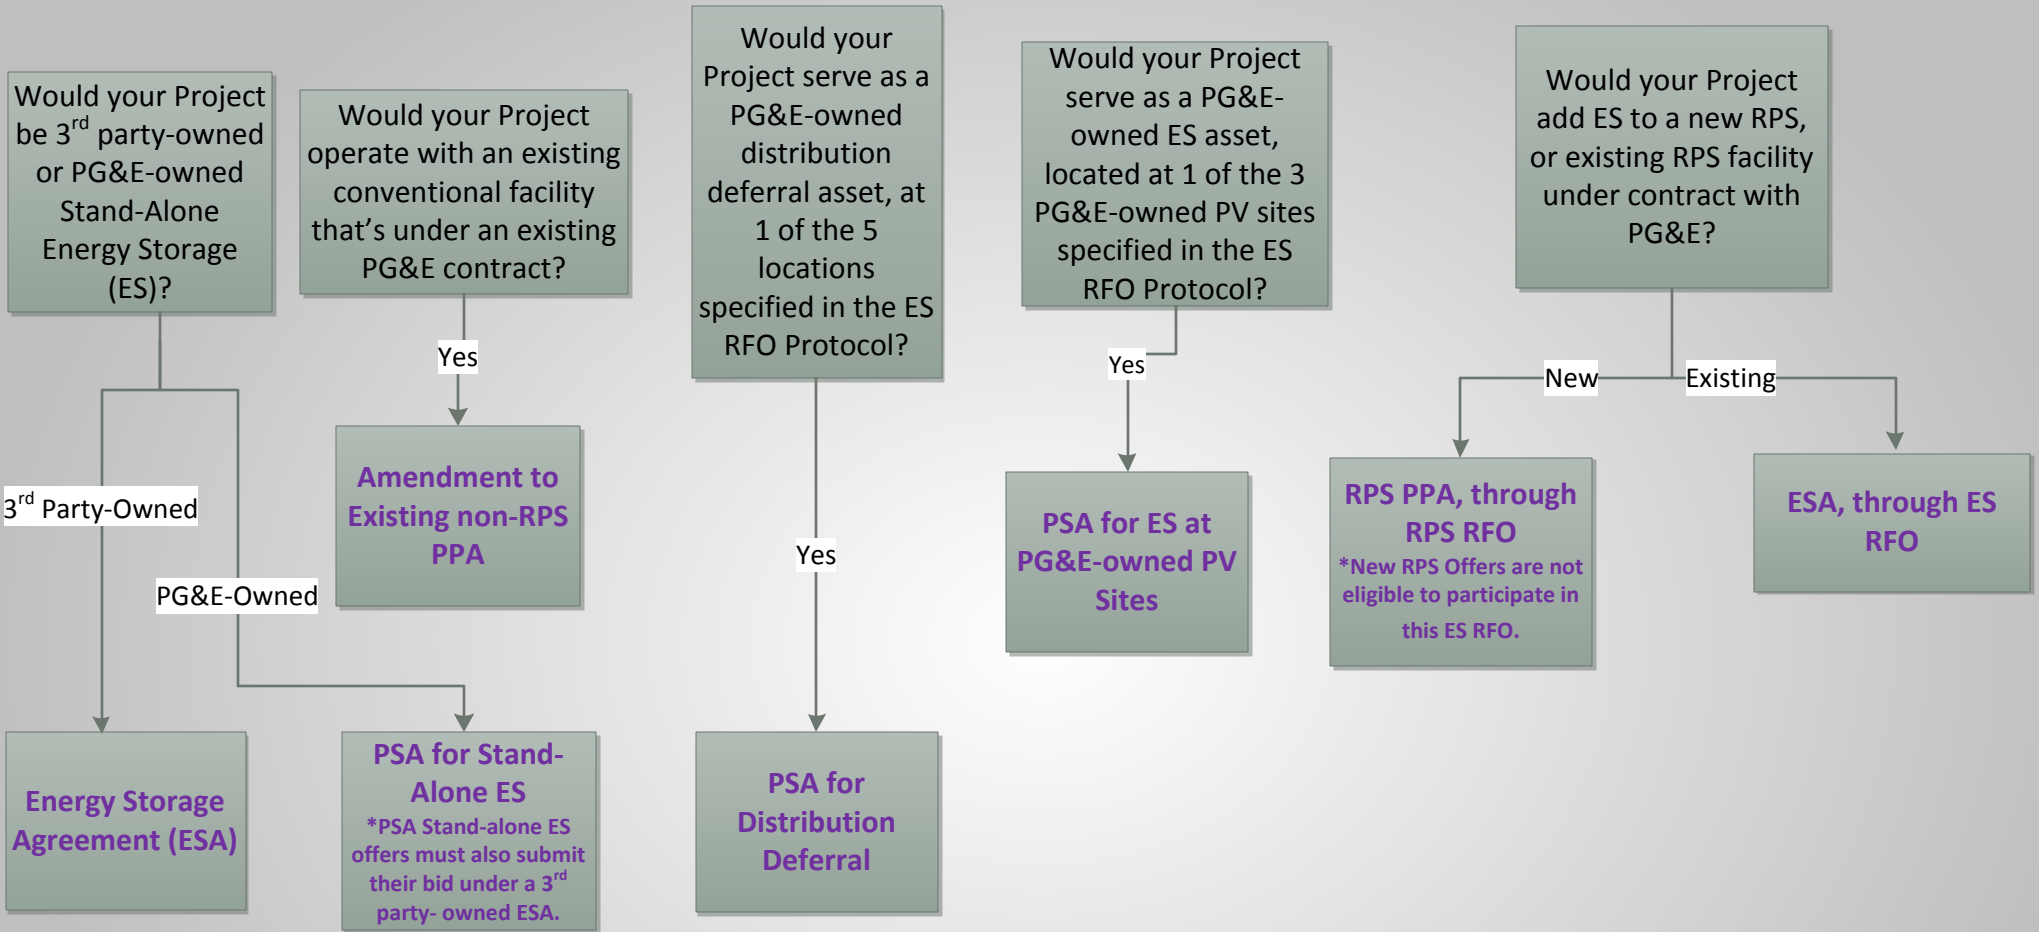 Would your Project
be 3rd party-owned
or PG&E-owned
Stand-Alone
Energy Storage
(ES)?
Would your Project
operate with an existing
conventional facility
that's under an existing
PG&E contract?
Would your
Project serve as a
PG&E-owned
distribution
deferral asset, at
1 of the 5
locations
specified in the ES
RFO Protocol?
Would your Project
serve as a PG&E-
owned ES asset,
located at 1 of the 3
PG&E-owned PV sites
specified in the ES
RFO Protocol?
Would your Project
add ES to a new RPS,
or existing RPS facility
under contract with
PG&E?
Yes
Yes
New
Existing
3rd Party-Owned
PG&E-Owned
Yes
Amendment to
Existing non-RPS
PPA
PSA for ES at
PG&E-owned PV
Sites
RPS PPA, through
RPS RFO
*New RPS Offers are not
eligible to participate in
this ES RFO.
ESA, through ES
RFO
Energy Storage
Agreement (ESA)
PSA for Stand-
Alone ES
*PSA Stand-alone ES
offers must also submit
their bid under a 3rd
party- owned ESA.
PSA for
Distribution
Deferral